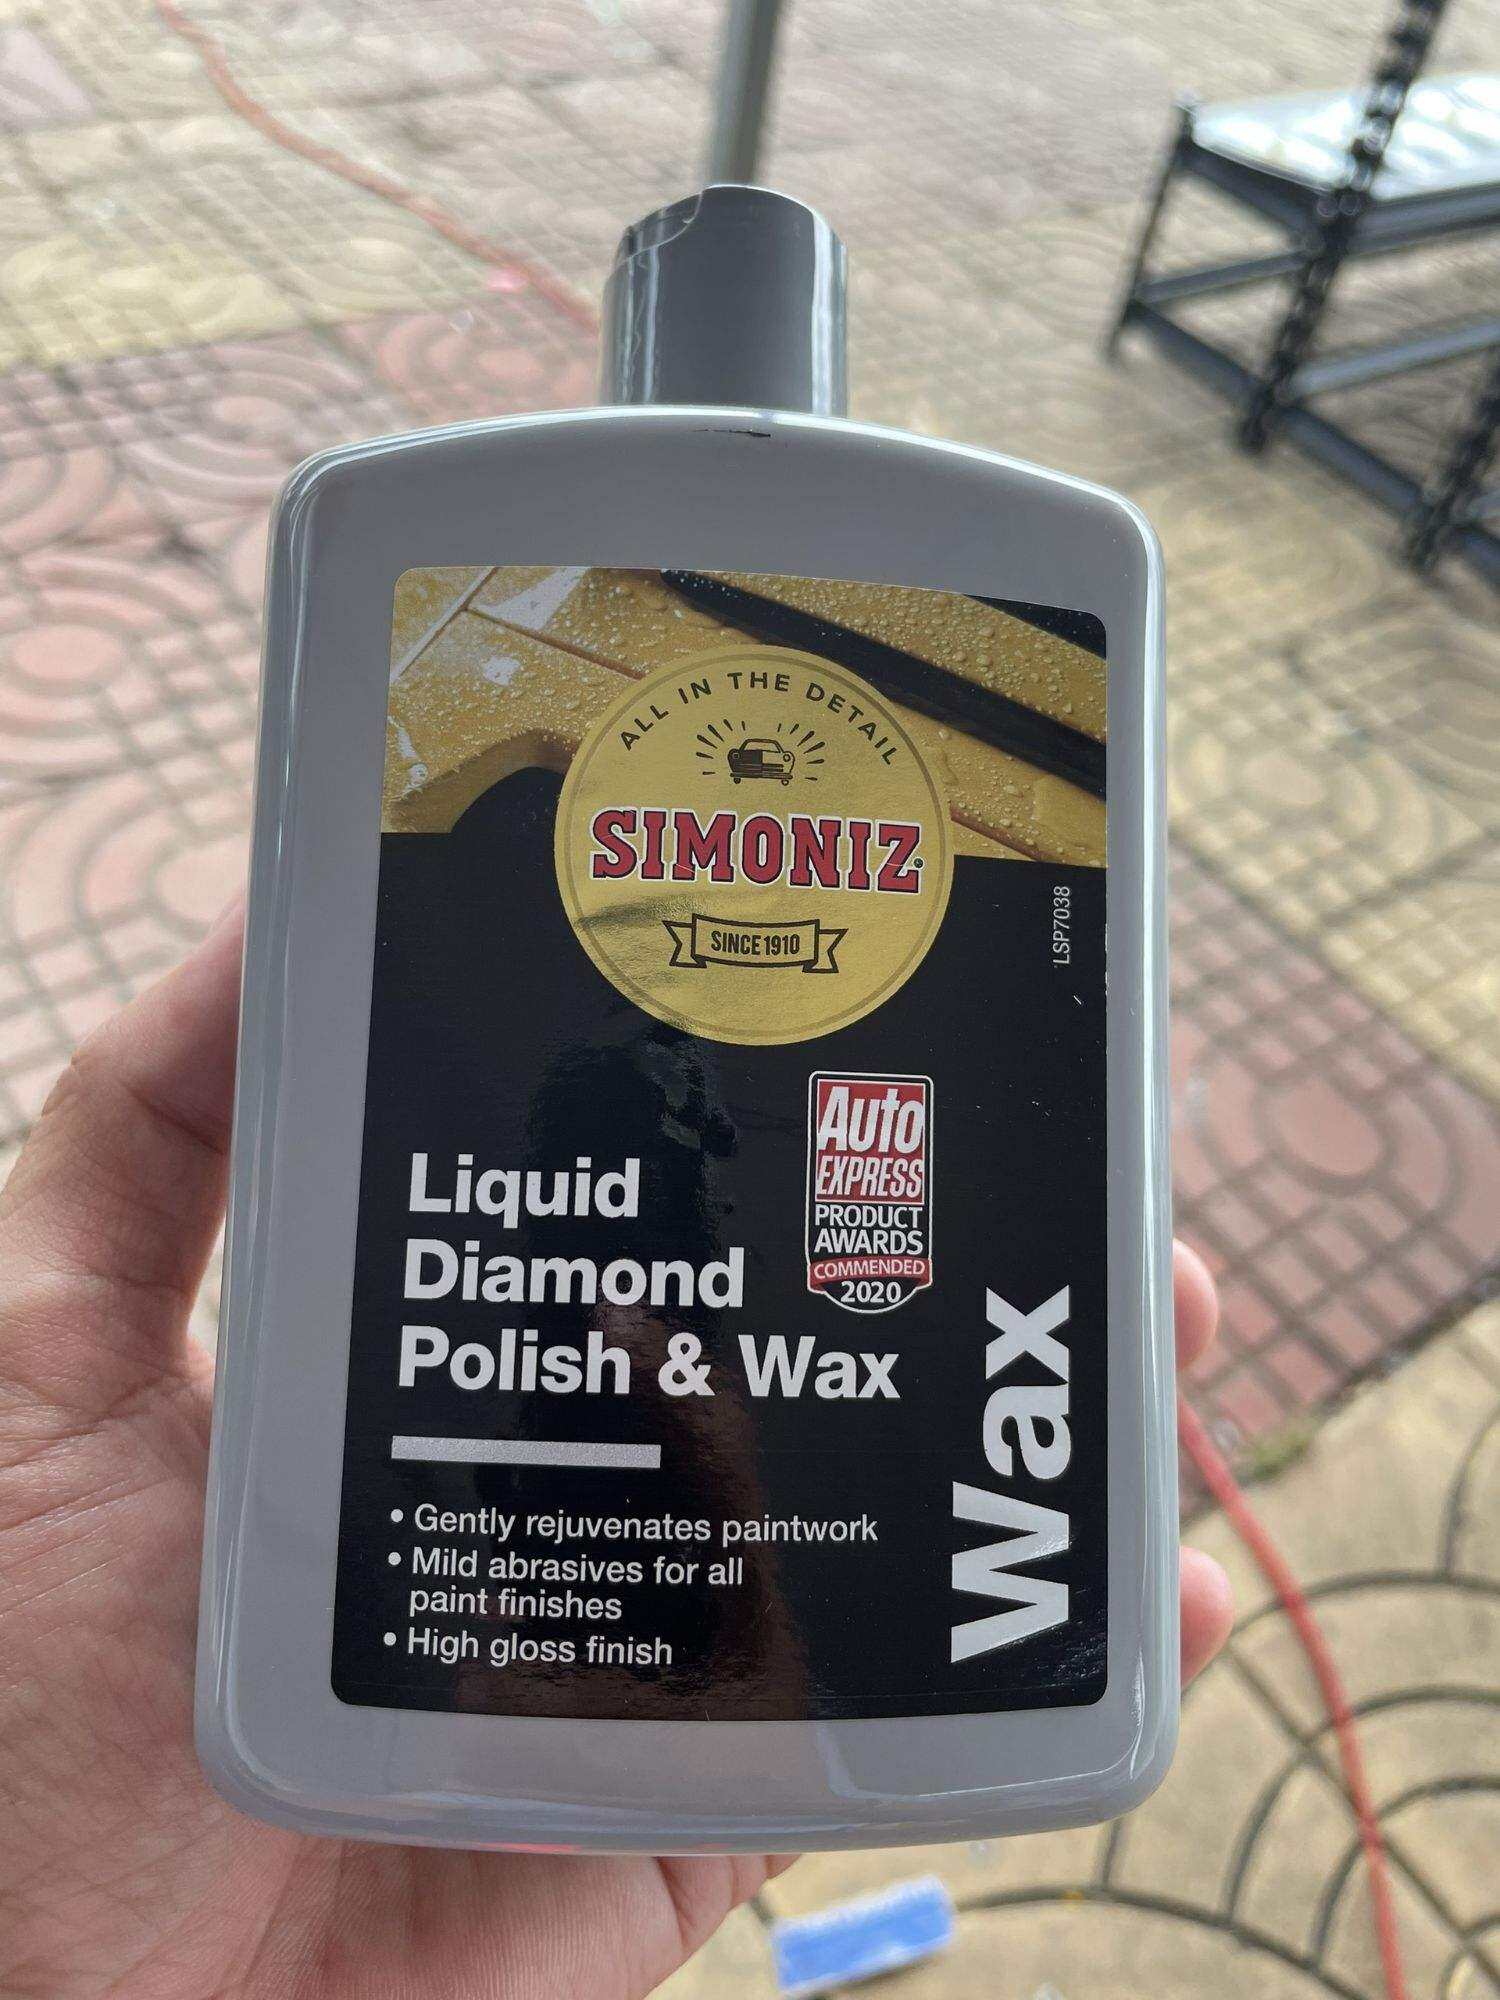 ALL IN THE DETAIL
SIMONIZ
SINCE 1910
LSP7038
Auto
EXPRESS
PRODUCT
AWARDS
COMMENDED
2020
Liquid
Diamond
Polish & Wax
Wax
• Gently rejuvenates paintwork
• Mild abrasives for all
paint finishes
• High gloss finish